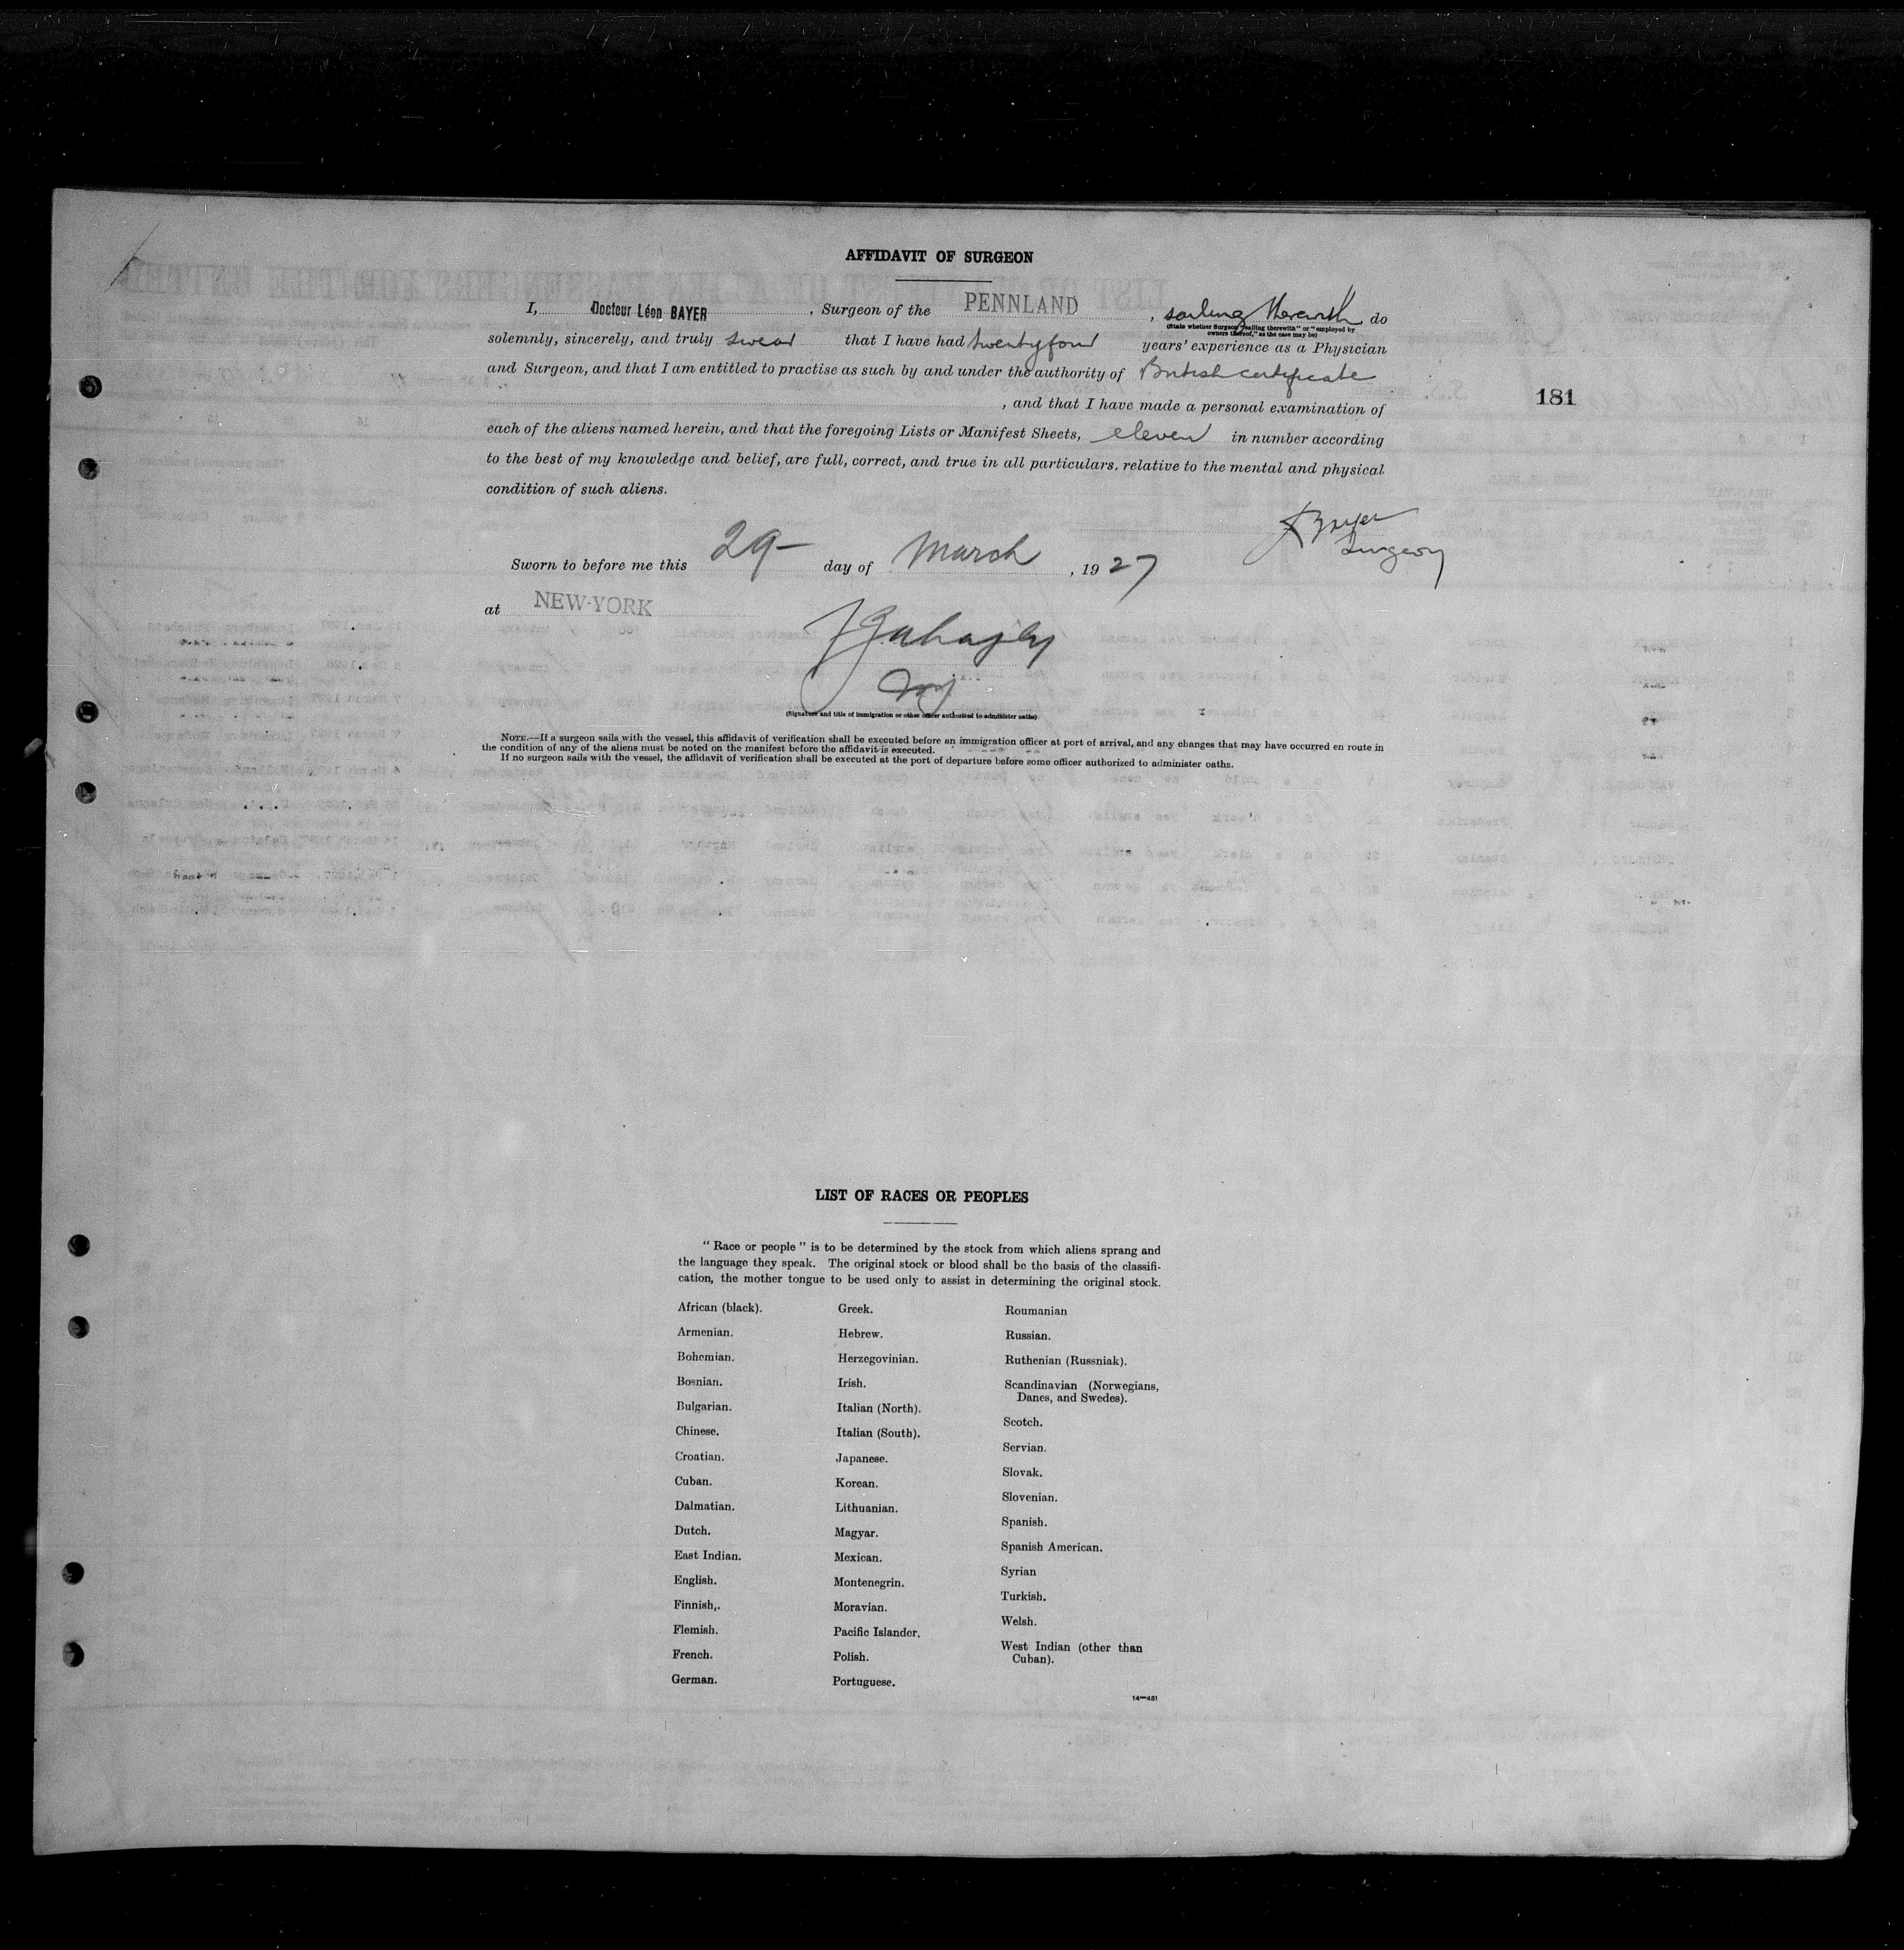 AFFIDAVIT OF SURGEON
I, Docteur Léon BAYER, Surgeon of the PENNLAND, sailing therewith do
(State whether Surgeon "sailing therewith" or "employed by
owners thereof," as the case may be)
solemnly, sincerely, and truly swear that I have had twenty four years' experience as a Physician
and Surgeon, and that I am entitled to practise as such by and under the authority of British certificate
, and that I have made a personal examination of
181
each of the aliens named herein, and that the foregoing Lists or Manifest Sheets, eleven in number according
to the best of my knowledge and belief, are full, correct, and true in all particulars, relative to the mental and physical
condition of such aliens.
Bayer
Surgeon
Sworn to before me this 29 day of March, 1927
at NEW-YORK
(Signature and title of immigration or other officer authorized to administer oaths)
NOTE.—If a surgeon sails with the vessel, this affidavit of verification shall be executed before an immigration officer at port of arrival, and any changes that may have occurred en route in
the condition of any of the aliens must be noted on the manifest before the affidavit is executed.
If no surgeon sails with the vessel, the affidavit of verification shall be executed at the port of departure before some officer authorized to administer oaths.
LIST OF RACES OR PEOPLES
"Race or people" is to be determined by the stock from which aliens sprang and
the language they speak. The original stock or blood shall be the basis of the classifi-
cation, the mother tongue to be used only to assist in determining the original stock.
African (black).
Armenian.
Bohemian.
Bosnian.
Bulgarian.
Chinese.
Croatian.
Cuban.
Dalmatian.
Dutch.
East Indian.
English.
Finnish,.
Flemish.
French.
German.
Greek.
Hebrew.
Herzegovinian.
Irish.
Italian (North).
Italian (South).
Japanese.
Korean.
Lithuanian.
Magyar.
Mexican.
Montenegrin.
Moravian.
Pacific Islander.
Polish.
Portuguese.
Roumanian
Russian.
Ruthenian (Russniak).
Scandinavian (Norwegians,
Danes, and Swedes).
Scotch.
Servian.
Slovak.
Slovenian.
Spanish.
Spanish American.
Syrian
Turkish.
Welsh.
West Indian (other than
Cuban).
14—481